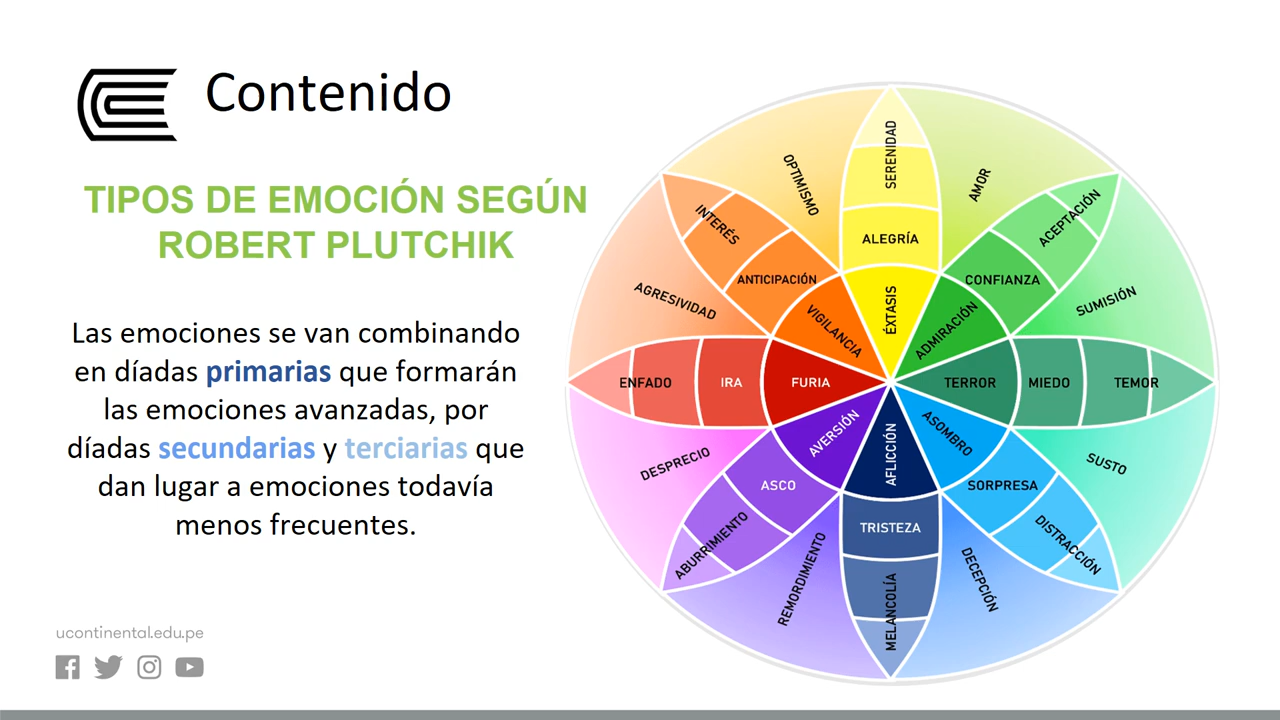 Contenido
TIPOS DE EMOCIÓN SEGÚN
ROBERT PLUTCHIK
Las emociones se van combinando
en díadas primarias que formarán
las emociones avanzadas, por
díadas secundarias y terciarias que
dan lugar a emociones todavía
menos frecuentes.
ucontinental.edu.pe
SERENIDAD
OPTIMISMO
AMOR
INTERÉS
ACEPTACIÓN
ALEGRÍA
ANTICIPACIÓN
CONFIANZA
AGRESIVIDAD
SUMISIÓN
VIGILANCIA
ÉXTASIS
ADMIRACIÓN
ENFADO
IRA
FURIA
TERROR
MIEDO
TEMOR
AVERSIÓN
AFLICCIÓN
ASOMBRO
DESPRECIO
SUSTO
ASCO
SORPRESA
ABURRIMIENTO
TRISTEZA
DISTRACCIÓN
REMORDIMIENTO
MELANCOLÍA
DECEPCIÓN